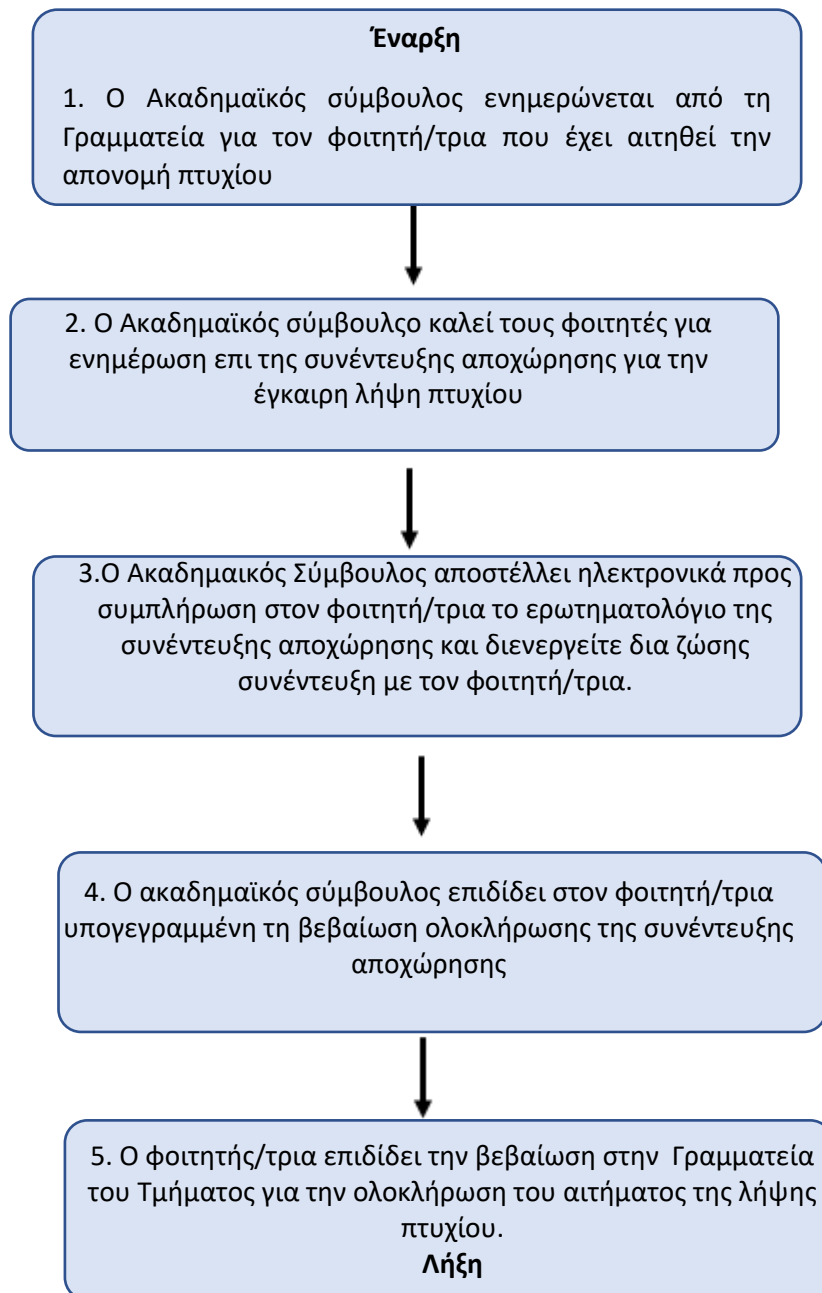 Έναρξη
1. Ο Ακαδημαϊκός σύμβουλος ενημερώνεται από τη
Γραμματεία για τον φοιτητή/τρια που έχει αιτηθεί την
απονομή πτυχίου
2. Ο Ακαδημαϊκός σύμβουλςο καλεί τους φοιτητές για
ενημέρωση επι της συνέντευξης αποχώρησης για την
έγκαιρη λήψη πτυχίου
3.Ο Ακαδημαικός Σύμβουλος αποστέλλει ηλεκτρονικά προς
συμπλήρωση στον φοιτητή/τρια το ερωτηματολόγιο της
συνέντευξης αποχώρησης και διενεργείτε δια ζώσης
συνέντευξη με τον φοιτητή/τρια.
4. Ο ακαδημαϊκός σύμβουλος επιδίδει στον φοιτητή/τρια
υπογεγραμμένη τη βεβαίωση ολοκλήρωσης της συνέντευξης
αποχώρησης
5. Ο φοιτητής/τρια επιδίδει την βεβαίωση στην  Γραμματεία
του Τμήματος για την ολοκλήρωση του αιτήματος της λήψης
πτυχίου.
Λήξη